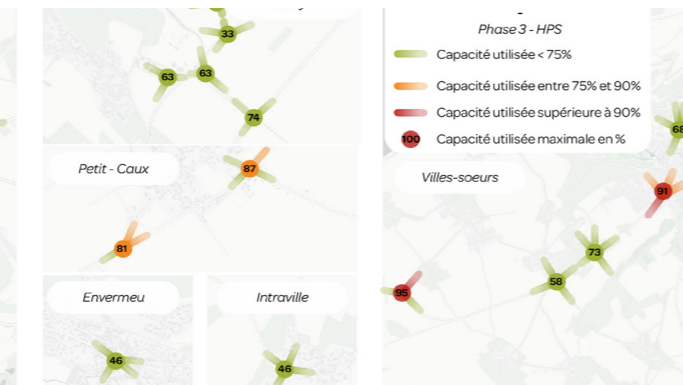 33
63
63
74
Petit - Caux
87
81
Envermeu
Intraville
46
46
Phase 3 - HPS
Capacité utilisée < 75%
Capacité utilisée entre 75% et 90%
Capacité utilisée supérieure à 90%
100 Capacité utilisée maximale en %
68
Villes-soeurs
91
73
58
95